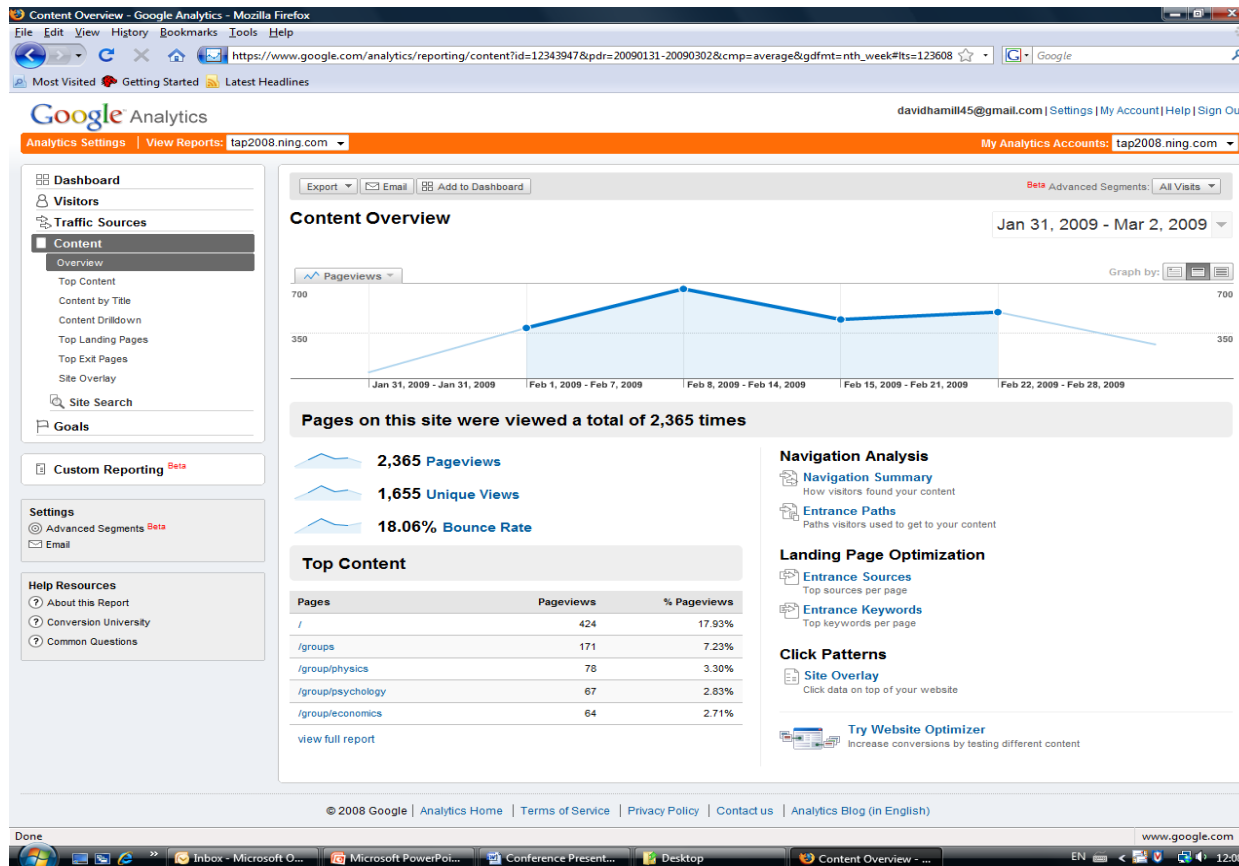 Content Overview - Google Analytics - Mozilla Firefox
File Edit View History Bookmarks Tools Help
https://www.google.com/analytics/reporting/content?id=12343947&pdr=20090131-20090302&cmp=average&gdfmt=nth_week#lts=123608 Google
Most Visited Getting Started Latest Headlines
Google Analytics
davidhamill45@gmail.com | Settings | My Account | Help | Sign Ou
Analytics Settings | View Reports: tap2008.ning.com My Analytics Accounts: tap2008.ning.com
Dashboard
Visitors
Traffic Sources
Content
Overview
Top Content
Content by Title
Content Drilldown
Top Landing Pages
Top Exit Pages
Site Overlay
Site Search
Goals
Custom Reporting Beta
Settings
Advanced Segments Beta
Email
Help Resources
About this Report
Conversion University
Common Questions
Export Email Add to Dashboard Beta Advanced Segments: All Visits
Content Overview
Jan 31, 2009 - Mar 2, 2009
Pageviews Graph by:
700 700
350 350
Jan 31, 2009 - Jan 31, 2009 Feb 1, 2009 - Feb 7, 2009 Feb 8, 2009 - Feb 14, 2009 Feb 15, 2009 - Feb 21, 2009 Feb 22, 2009 - Feb 28, 2009
Pages on this site were viewed a total of 2,365 times
2,365 Pageviews
1,655 Unique Views
18.06% Bounce Rate
Top Content
Pages Pageviews % Pageviews
/ 424 17.93%
/groups 171 7.23%
/group/physics 78 3.30%
/group/psychology 67 2.83%
/group/economics 64 2.71%
view full report
Navigation Analysis
Navigation Summary
How visitors found your content
Entrance Paths
Paths visitors used to get to your content
Landing Page Optimization
Entrance Sources
Top sources per page
Entrance Keywords
Top keywords per page
Click Patterns
Site Overlay
Click data on top of your website
Try Website Optimizer
Increase conversions by testing different content
© 2008 Google | Analytics Home | Terms of Service | Privacy Policy | Contact us | Analytics Blog (in English)
Done www.google.com
Inbox - Microsoft O... Microsoft PowerPoi... Conference Present... Desktop Content Overview - ... EN